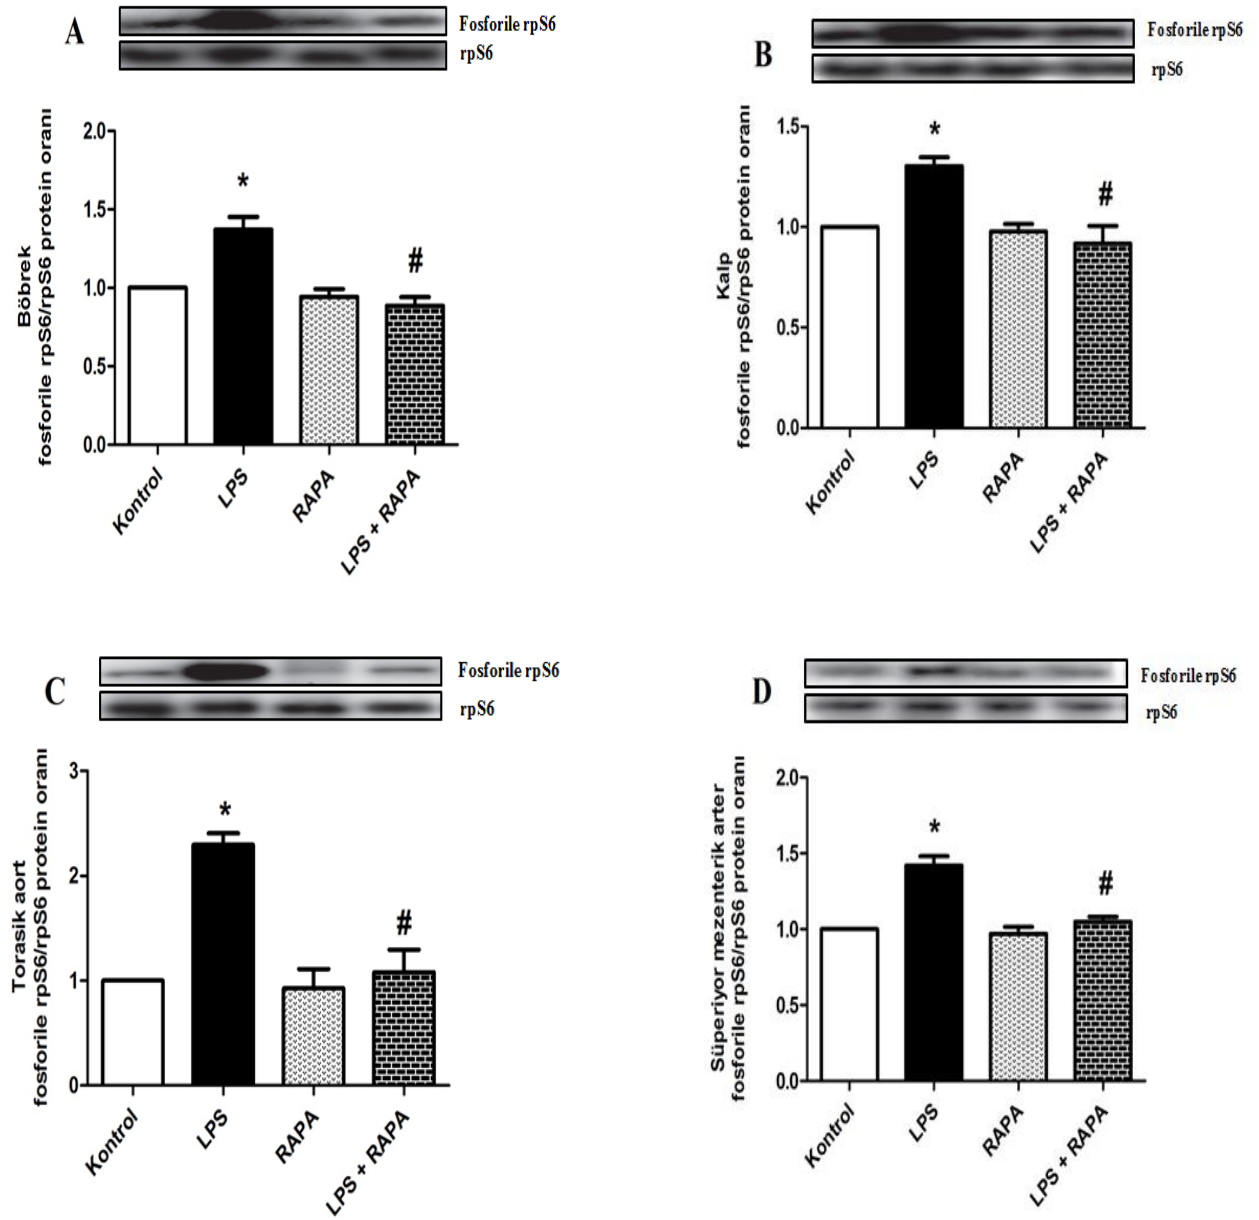 A
Fosforile rpS6
rpS6
Böbrek
fosforile rpS6/rpS6 protein oranı
2.0
1.5
1.0
0.5
0.0
*
#
Kontrol
LPS
RAPA
LPS + RAPA
B
Fosforile rpS6
rpS6
Kalp
fosforile rpS6/rpS6 protein oranı
1.5
1.0
0.5
0.0
*
#
Kontrol
LPS
RAPA
LPS + RAPA
C
Fosforile rpS6
rpS6
Torasik aort
fosforile rpS6/rpS6 protein oranı
3
2
1
0
*
#
Kontrol
LPS
RAPA
LPS + RAPA
D
Fosforile rpS6
rpS6
Süperiyor mezenterik arter
fosforile rpS6/rpS6 protein oranı
2.0
1.5
1.0
0.5
0.0
*
#
Kontrol
LPS
RAPA
LPS + RAPA